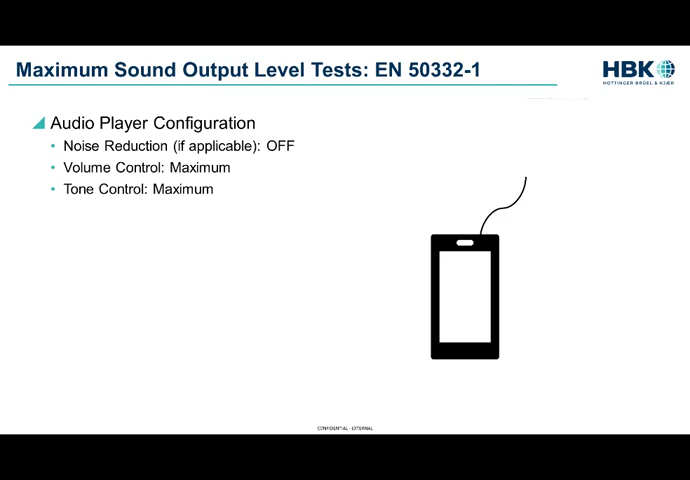 Maximum Sound Output Level Tests: EN 50332-1
HBK
HOTTINGER BRÜEL & KJÆR
Audio Player Configuration
• Noise Reduction (if applicable): OFF
• Volume Control: Maximum
• Tone Control: Maximum
CONFIDENTIAL - EXTERNAL